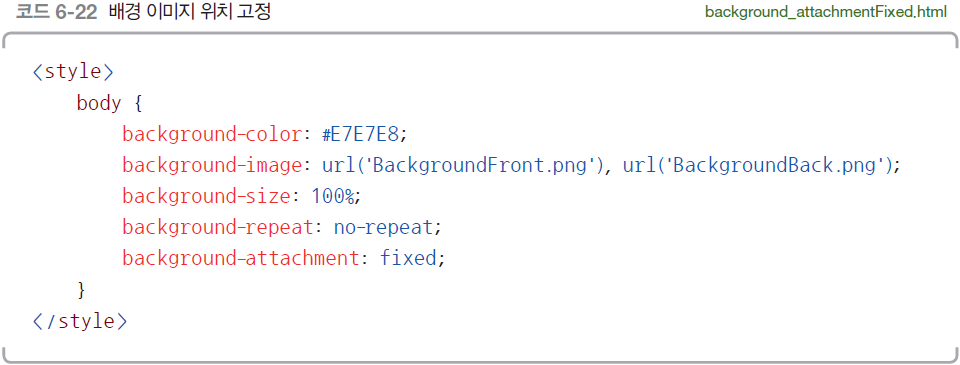 코드 6-22 배경 이미지 위치 고정 background_attachmentFixed.html
<style>
body {
background-color: #E7E7E8;
background-image: url('BackgroundFront.png'), url('BackgroundBack.png');
background-size: 100%;
background-repeat: no-repeat;
background-attachment: fixed;
}
</style>